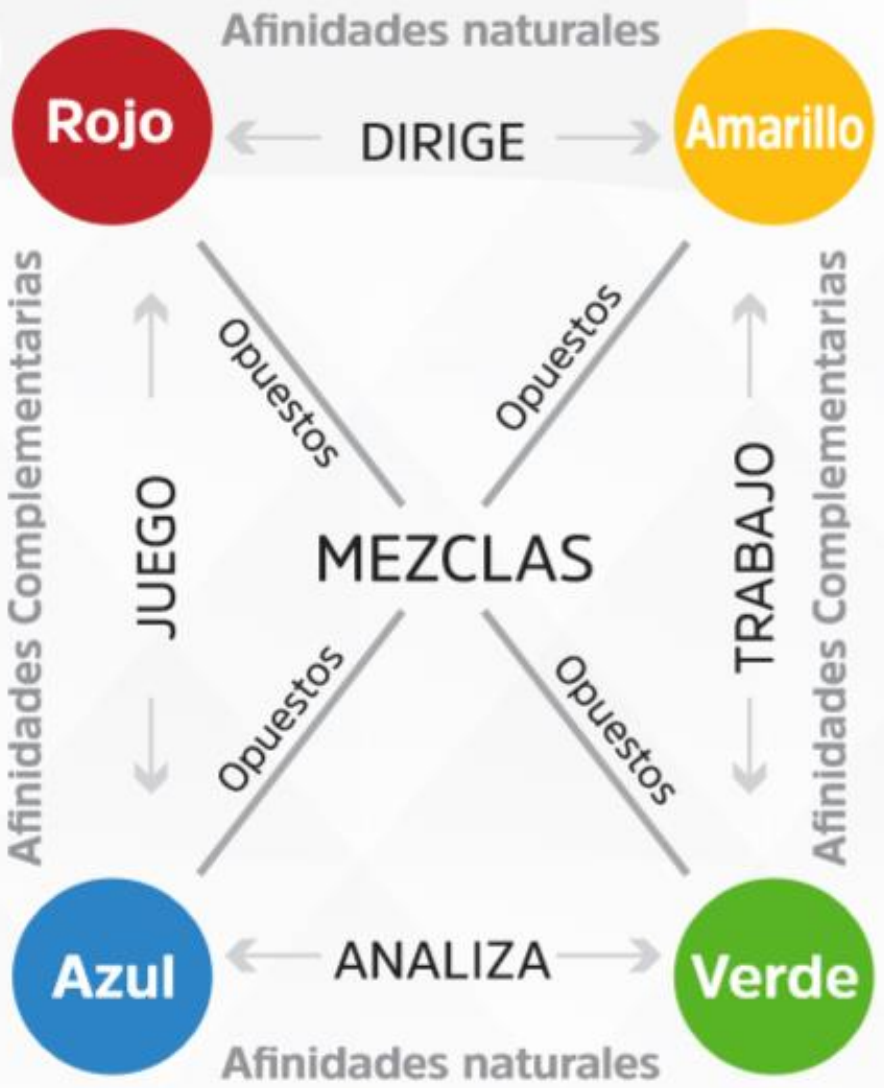 Afinidades naturales
Rojo
DIRIGE
Amarillo
Afinidades Complementarias
JUEGO
Opuestos
Opuestos
TRABAJO
Afinidades Complementarias
MEZCLAS
Opuestos
Opuestos
Azul
ANALIZA
Verde
Afinidades naturales